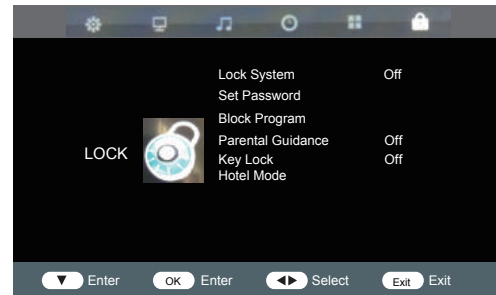 Lock System Off
Set Password
Block Program
Parental Guidance Off
LOCK
Key Lock Off
Hotel Mode
▼ Enter OK Enter ◀▶ Select Exit Exit